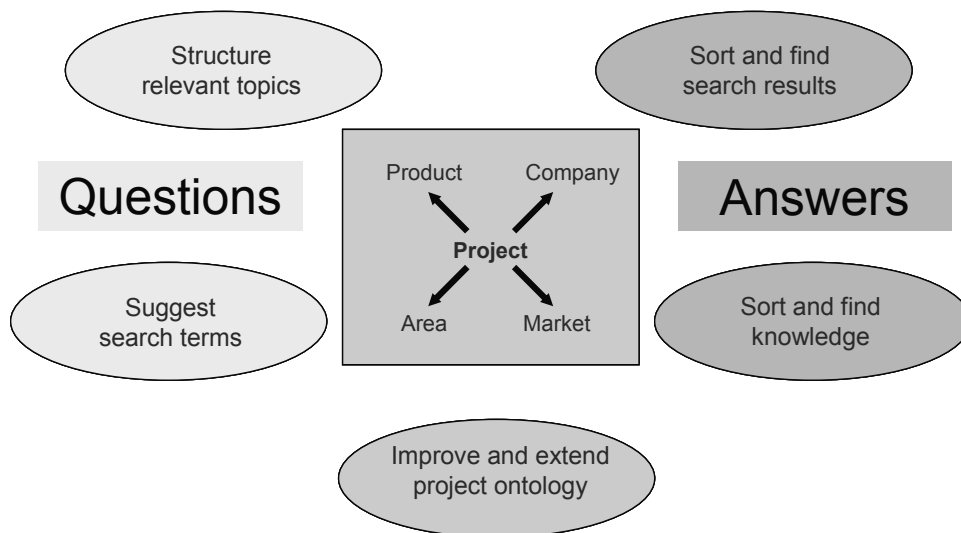 Structure
relevant topics
Sort and find
search results
Questions
Product
Company
Project
Area
Market
Answers
Suggest
search terms
Sort and find
knowledge
Improve and extend
project ontology